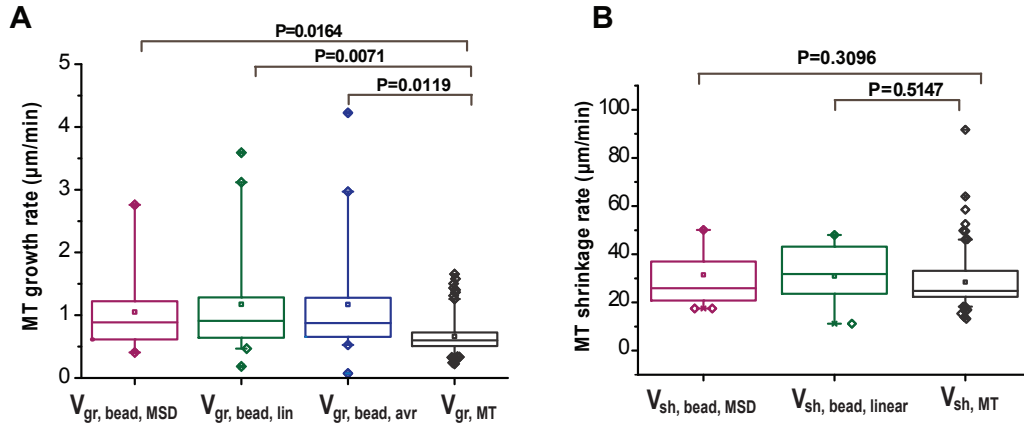 A
P=0.0164
P=0.0071
P=0.0119
MT growth rate (μm/min)
5
4
3
2
1
0
Vgr, bead, MSD
Vgr, bead, lin
Vgr, bead, avr
Vgr, MT
B
P=0.3096
P=0.5147
MT shrinkage rate (μm/min)
100
80
60
40
20
0
Vsh, bead, MSD
Vsh, bead, linear
Vsh, MT